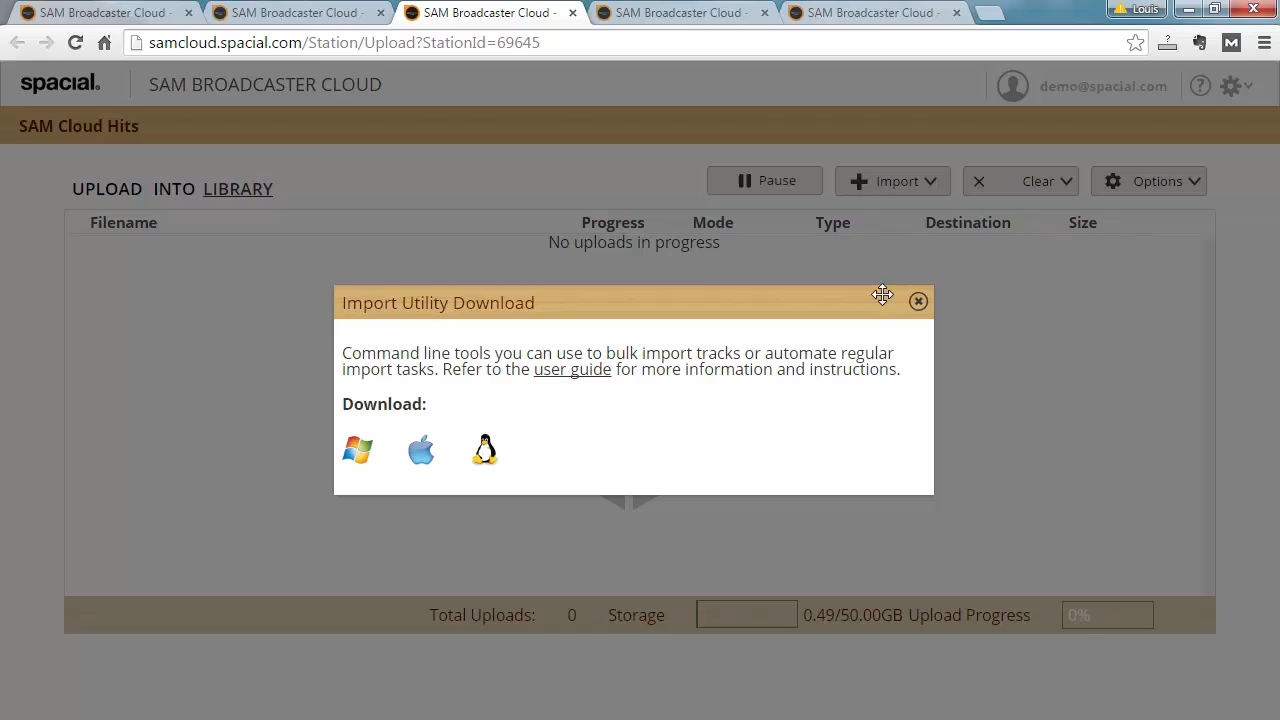 SAM Broadcaster Cloud - SAM Broadcaster Cloud - SAM Broadcaster Cloud - SAM Broadcaster Cloud - SAM Broadcaster Cloud - Louis
samcloud.spacial.com/Station/Upload?StationId=69645
spacial. SAM BROADCASTER CLOUD demo@spacial.com
SAM Cloud Hits
UPLOAD INTO LIBRARY Pause Import Clear Options
Filename Progress Mode Type Destination Size
No uploads in progress
Import Utility Download
Command line tools you can use to bulk import tracks or automate regular
import tasks. Refer to the user guide for more information and instructions.
Download:
Total Uploads: 0 Storage 0.49/50.00GB Upload Progress 0%